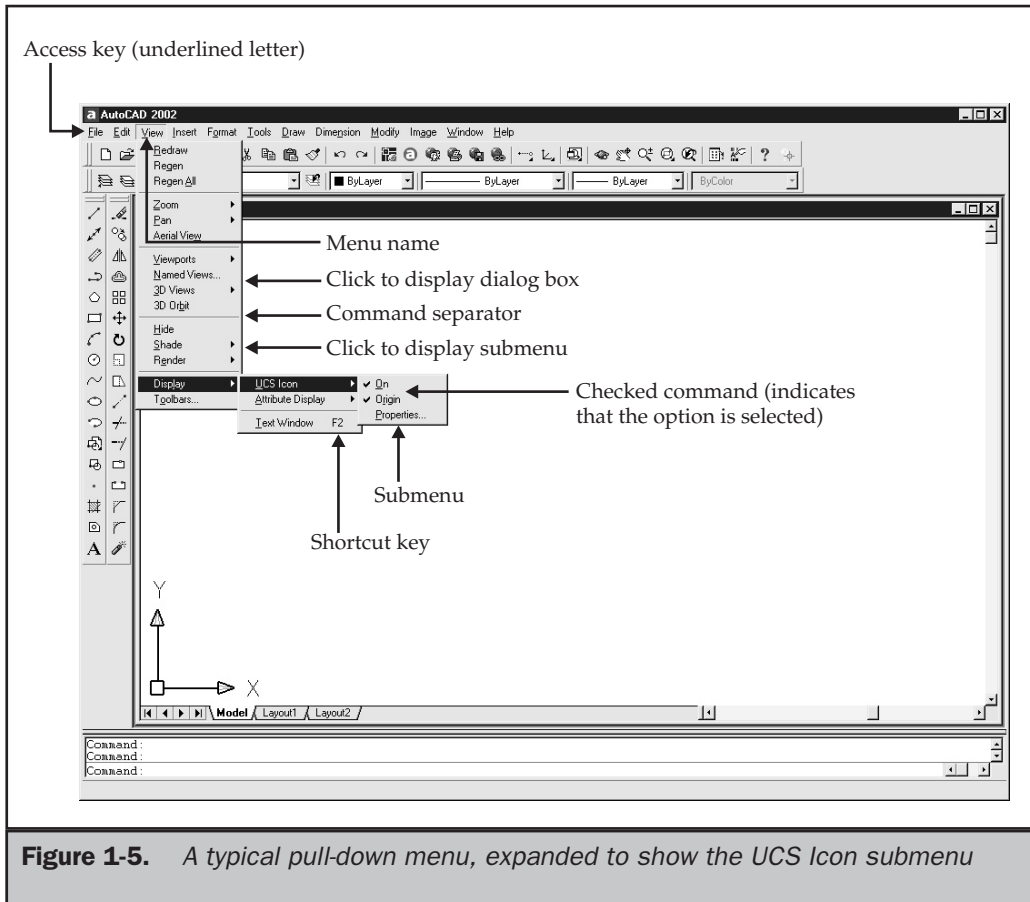 Access key (underlined letter)
AutoCAD 2002
File Edit View Insert Format Tools Draw Dimension Modify Image Window Help
Redraw
Regen
Regen All
ByLayer ByLayer ByLayer ByColor
Zoom
Pan
Aerial View
Menu name
Viewports
Named Views...
Click to display dialog box
3D Views
3D Orbit
Command separator
Hide
Shade
Click to display submenu
Render
Display
UCS Icon
On
Toolbars...
Attribute Display
Origin
Checked command (indicates
that the option is selected)
Properties...
Text Window F2
Submenu
Shortcut key
A
Y
X
Model Layout1 Layout2
Command:
Command:
Command:
Figure 1-5. A typical pull-down menu, expanded to show the UCS Icon submenu